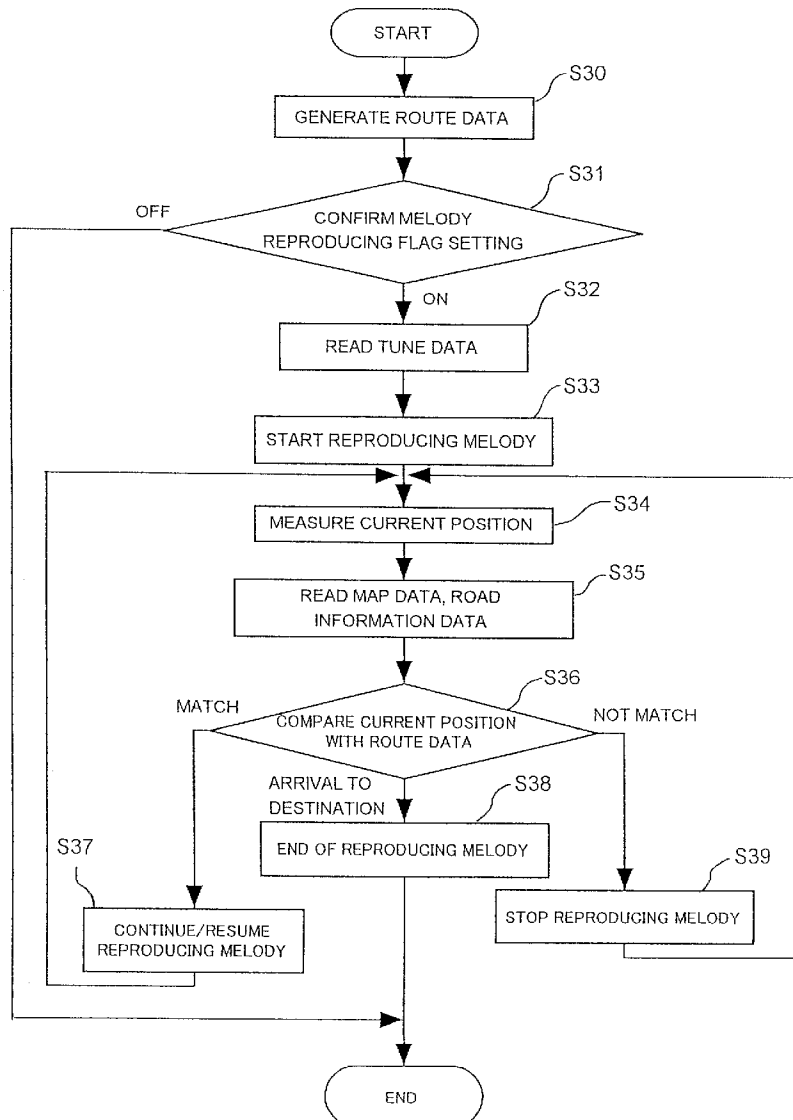 START
S30
GENERATE ROUTE DATA
S31
OFF
CONFIRM MELODY
REPRODUCING FLAG SETTING
ON
S32
READ TUNE DATA
S33
START REPRODUCING MELODY
S34
MEASURE CURRENT POSITION
S35
READ MAP DATA, ROAD
INFORMATION DATA
S36
MATCH
NOT MATCH
COMPARE CURRENT POSITION
WITH ROUTE DATA
ARRIVAL TO
DESTINATION
S38
END OF REPRODUCING MELODY
S37
CONTINUE/RESUME
REPRODUCING MELODY
S39
STOP REPRODUCING MELODY
END